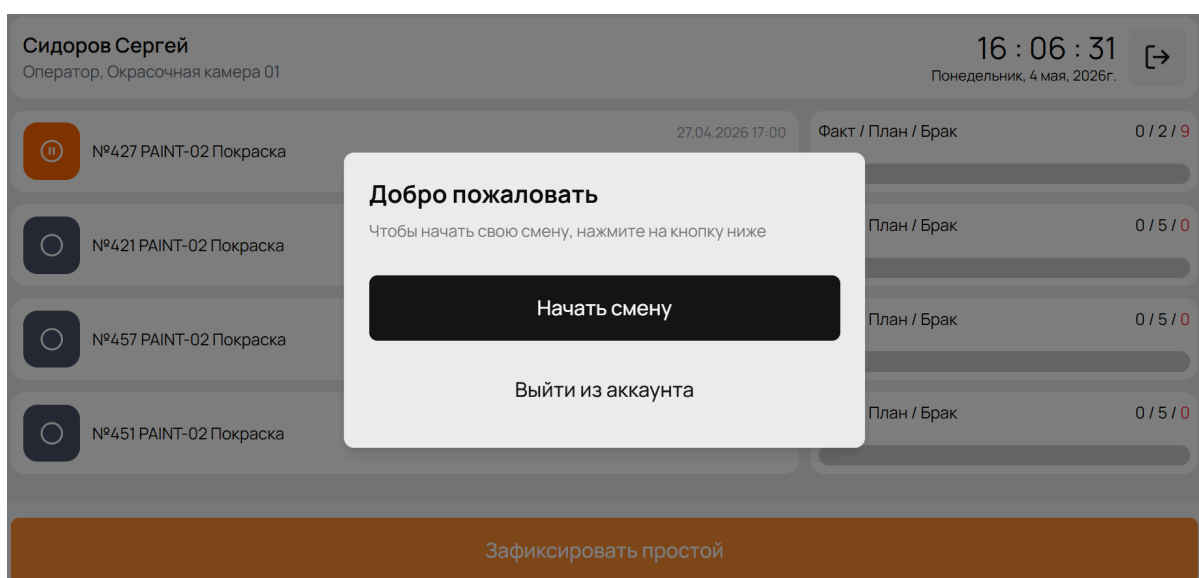 Сидоров Сергей
Оператор, Окрасочная камера 01
16 : 06 : 31
Понедельник, 4 мая, 2026г.
№427 PAINT-02 Покраска
27.04.2026 17:00
Факт / План / Брак
0 / 2 / 9
№421 PAINT-02 Покраска
План / Брак
0 / 5 / 0
№457 PAINT-02 Покраска
План / Брак
0 / 5 / 0
№451 PAINT-02 Покраска
План / Брак
0 / 5 / 0
Добро пожаловать
Чтобы начать свою смену, нажмите на кнопку ниже
Начать смену
Выйти из аккаунта
Зафиксировать простой